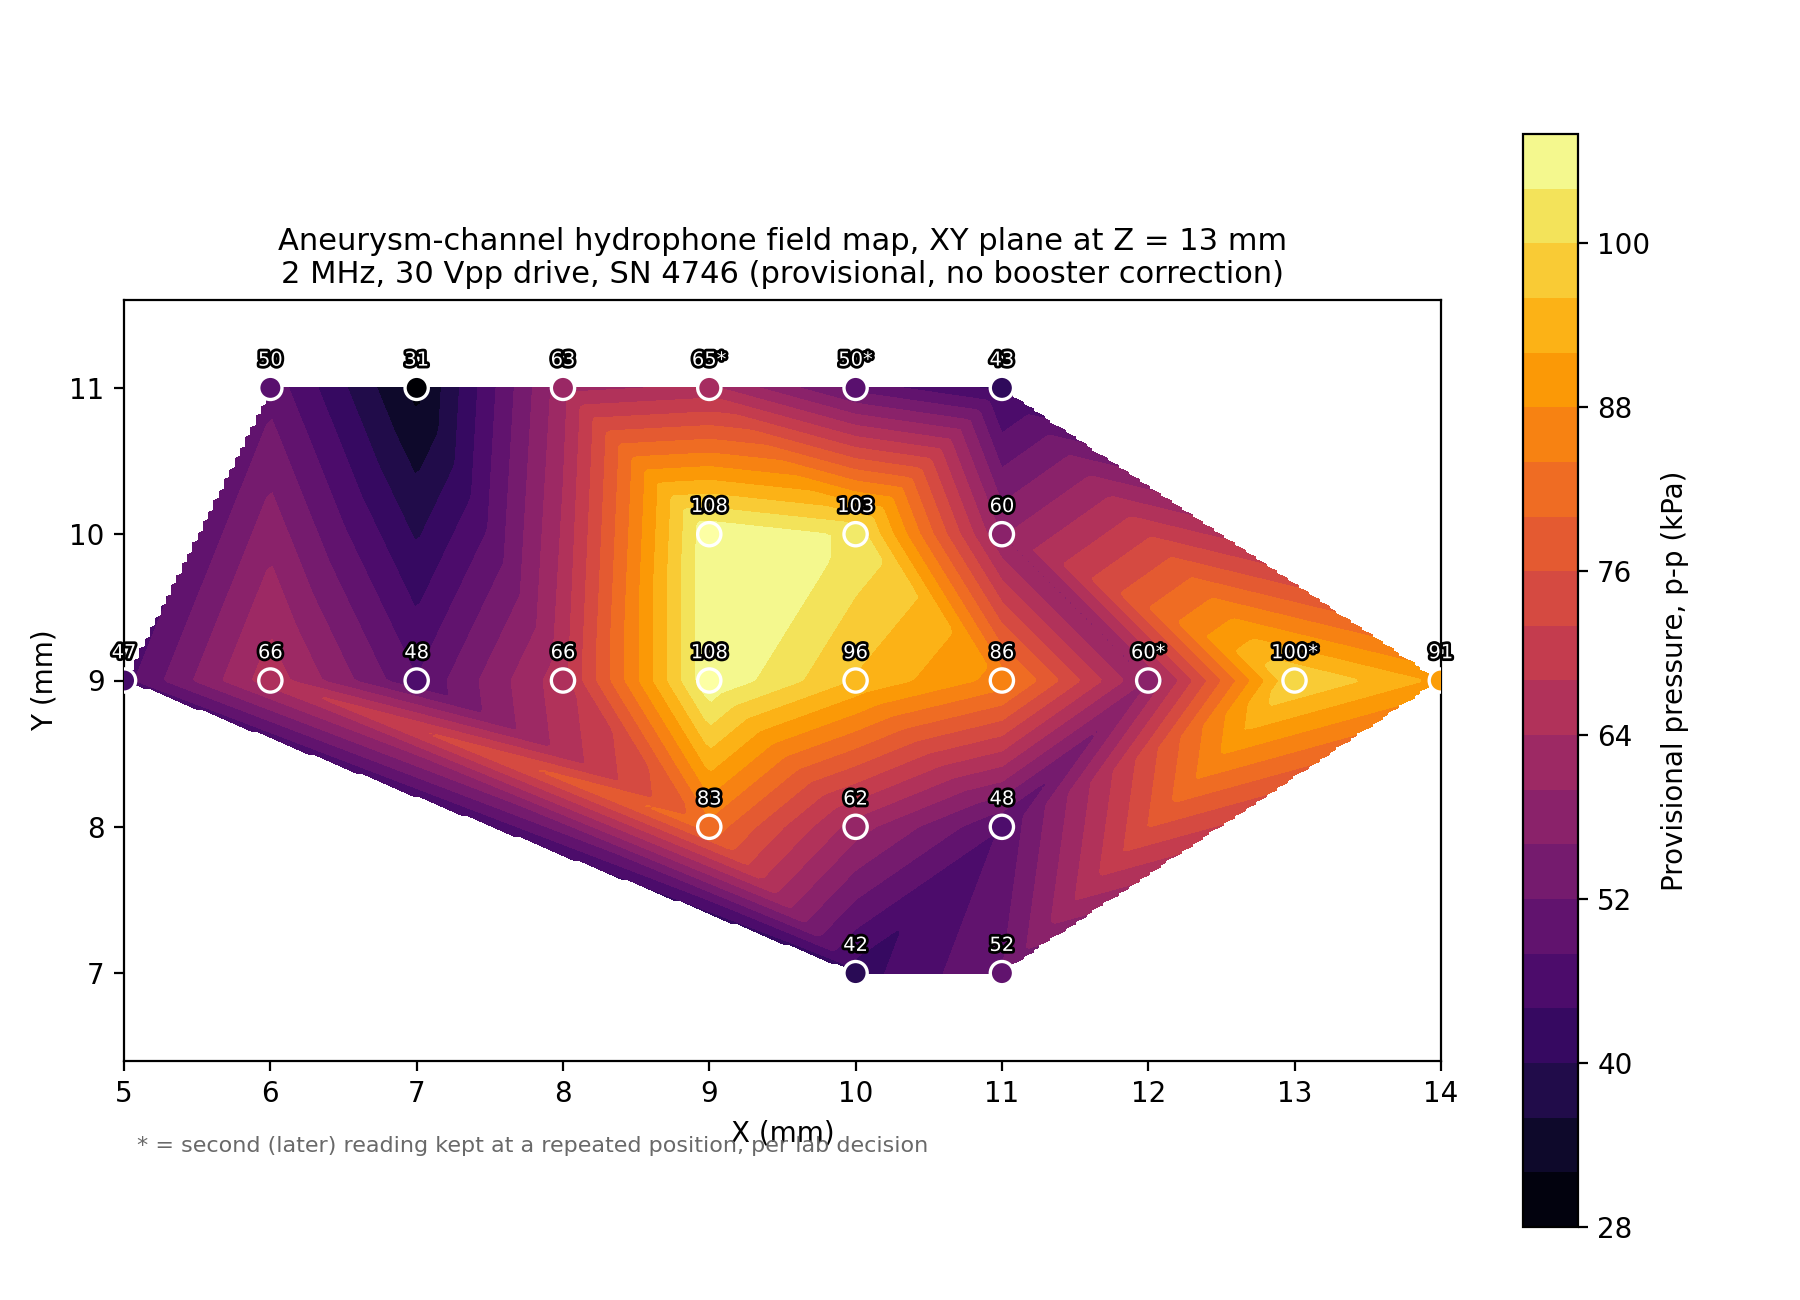 Aneurysm-channel hydrophone field map, XY plane at Z = 13 mm
2 MHz, 30 Vpp drive, SN 4746 (provisional, no booster correction)
50 31 63 65* 50* 43
11
108 103 60
10
47 66 48 66 108 96 86 60* 100* 91
9
83 62 48
8
42 52
7
Y (mm)
5 6 7 8 9 10 11 12 13 14
X (mm)
* = second (later) reading kept at a repeated position, per lab decision
100
88
76
64
52
40
28
Provisional pressure, p-p (kPa)